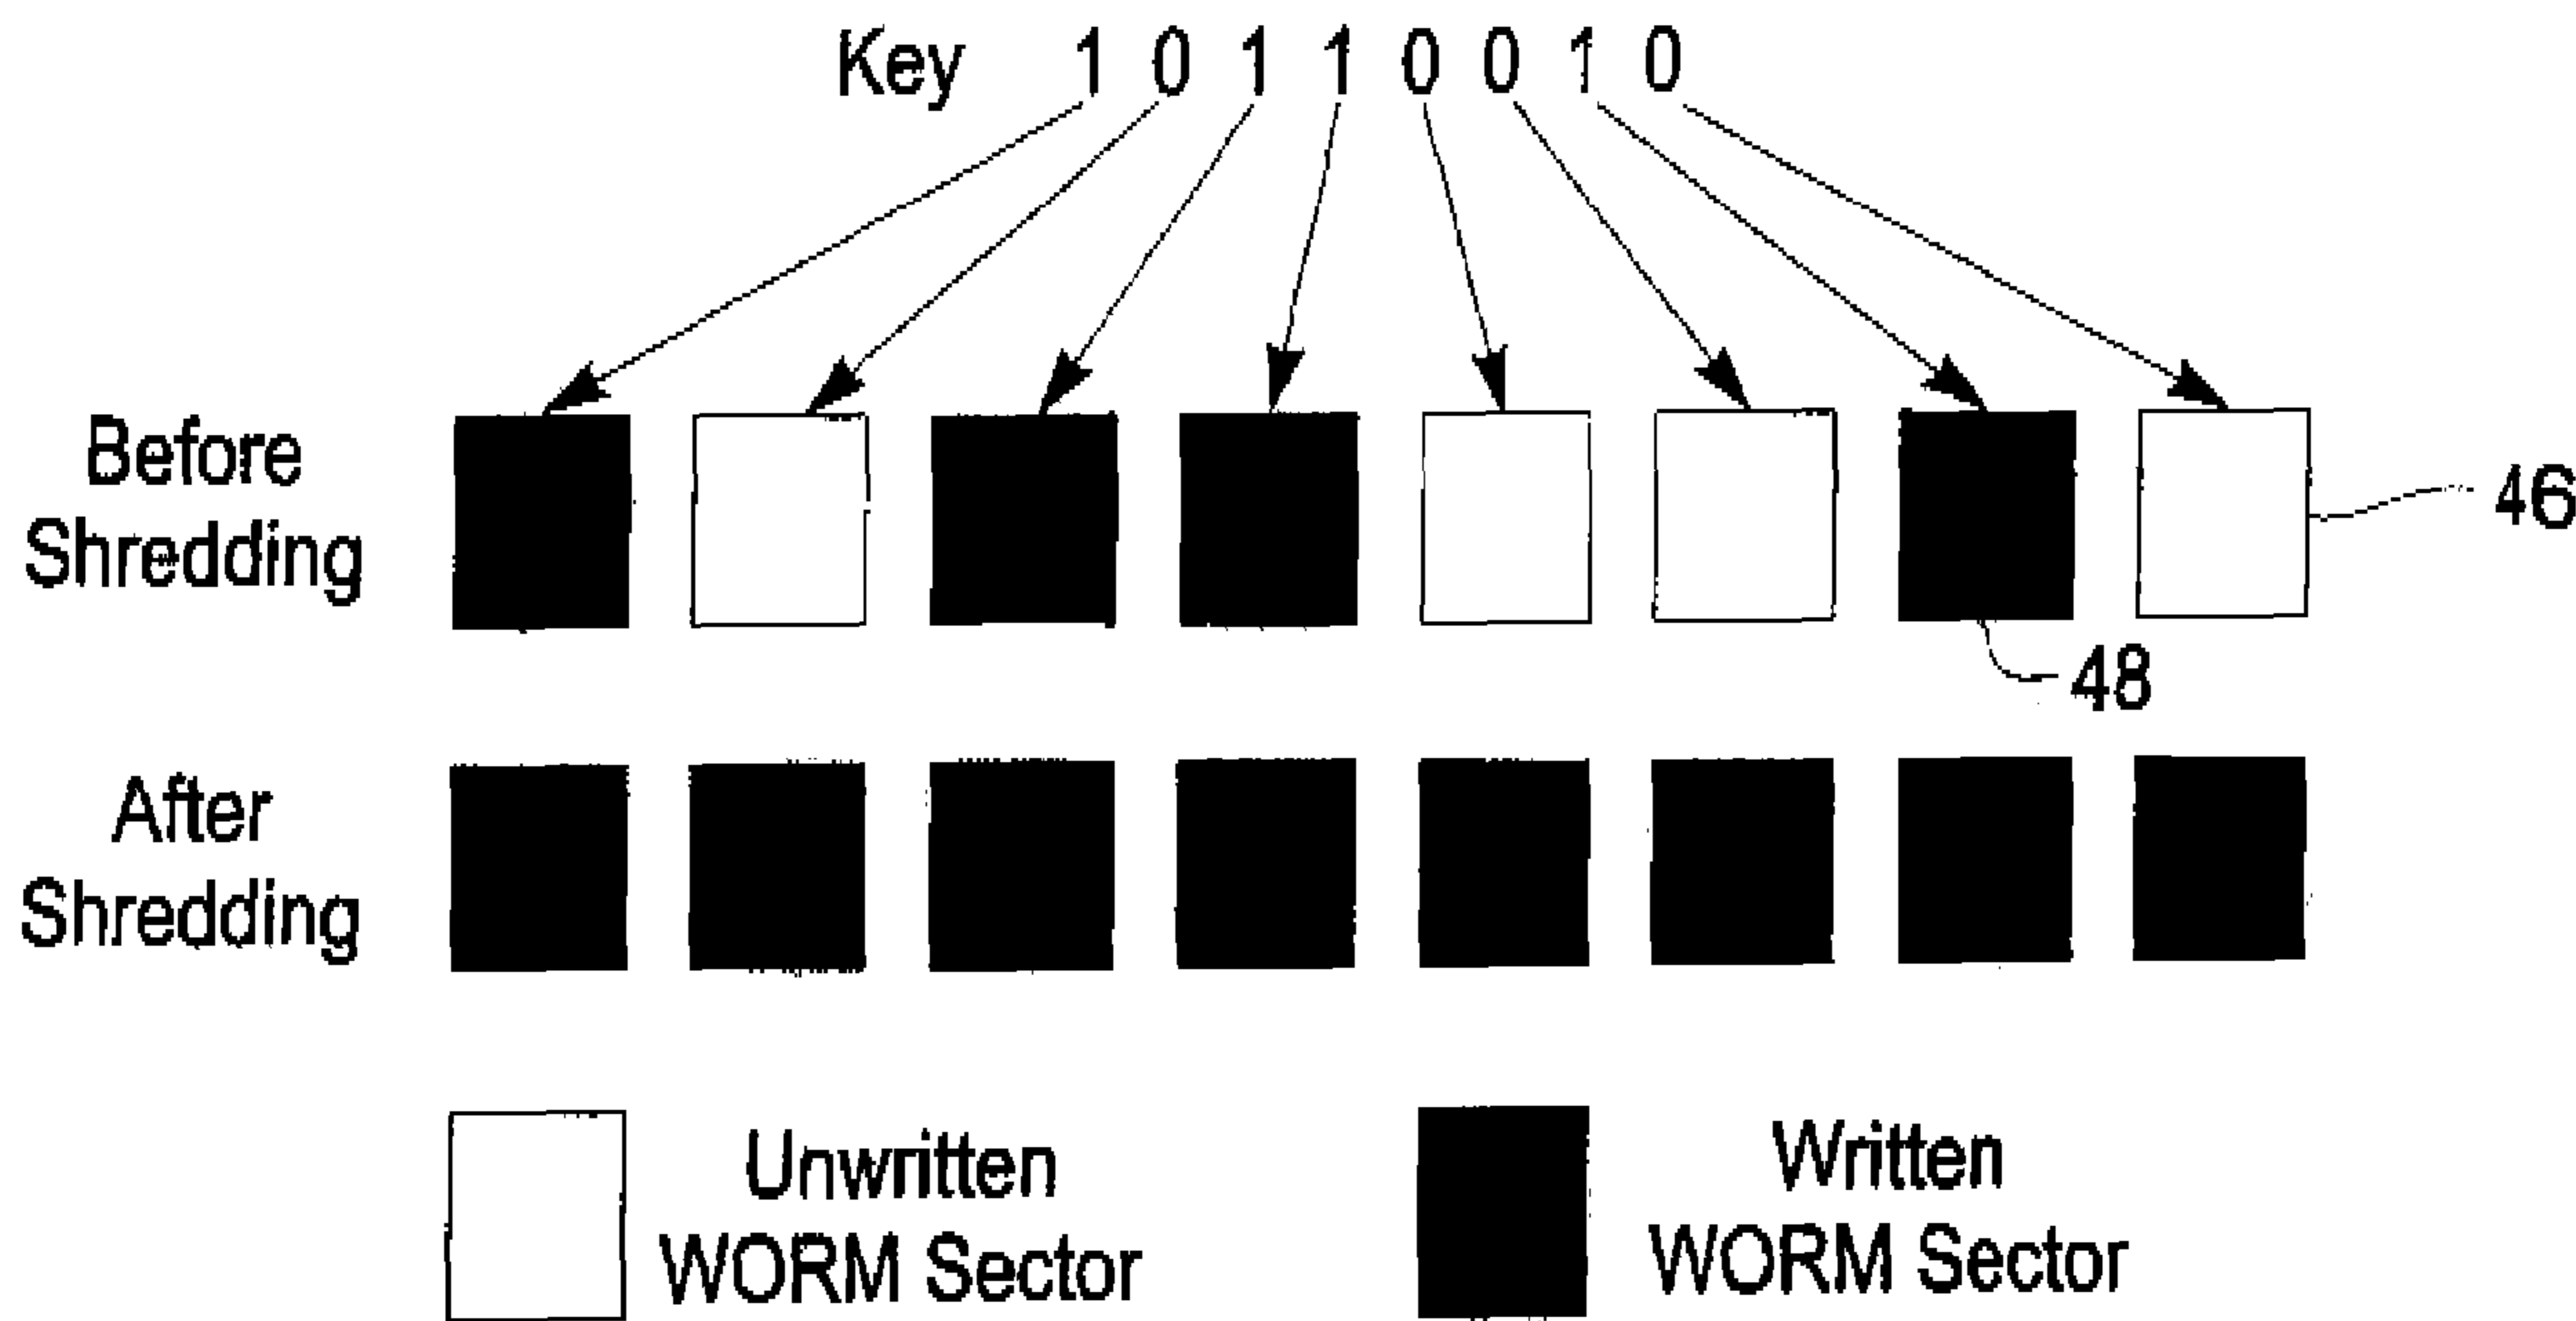 Key 1 0 1 1 0 0 1 0
Before
Shredding
46
48
After
Shredding
Unwritten
WORM Sector
Written
WORM Sector